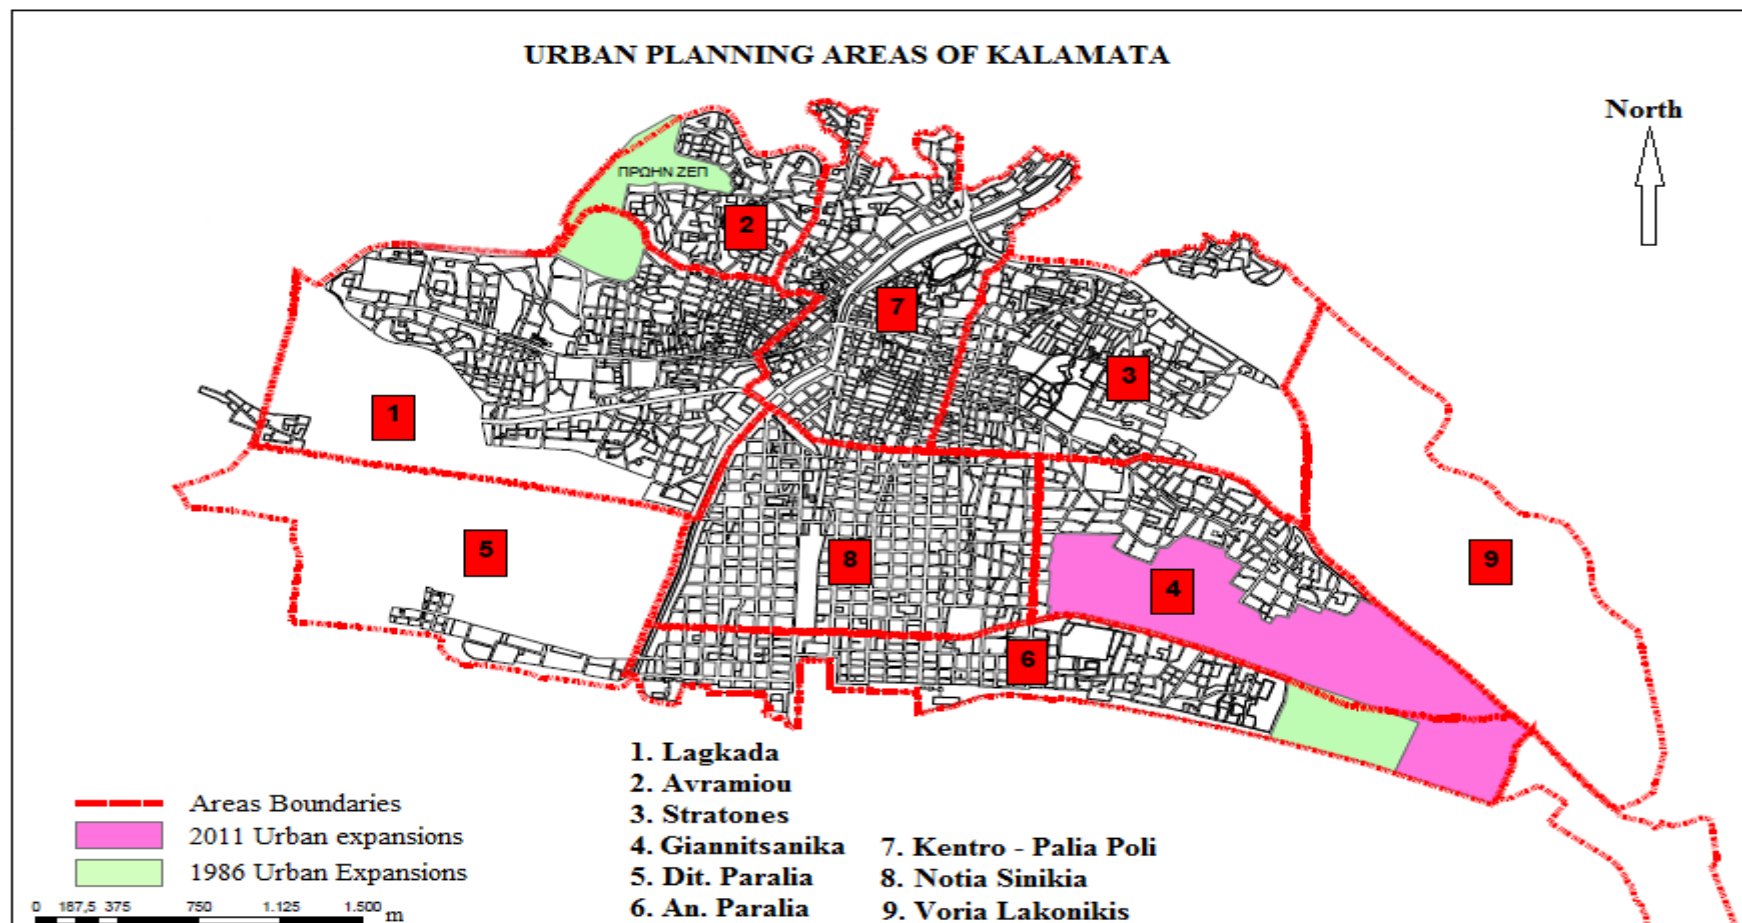 URBAN PLANNING AREAS OF KALAMATA
North
ΠΡΩΗΝ ΖΕΠ
2
7
3
1
5
8
4
9
6
1. Lagkada
2. Avramiou
3. Stratones
4. Giannitsanika
5. Dit. Paralia
6. An. Paralia
7. Kentro - Palia Poli
8. Notia Sinikia
9. Voria Lakonikis
Areas Boundaries
2011 Urban expansions
1986 Urban Expansions
0 187,5 375 750 1.125 1.500 m